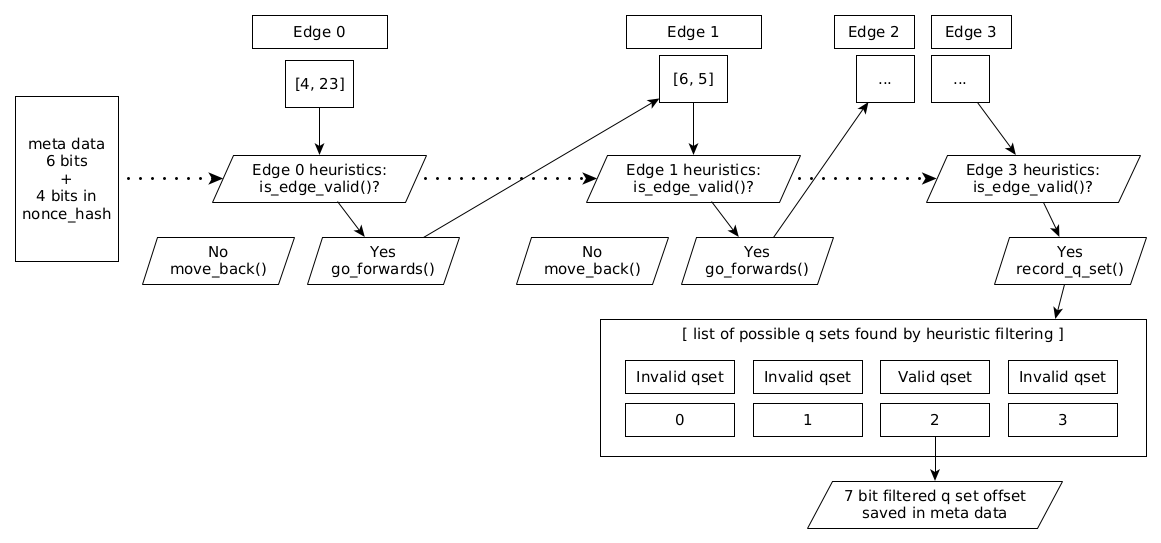 Edge 0
Edge 1
Edge 2
Edge 3
[4, 23]
[6, 5]
...
...
meta data
6 bits
+
4 bits in
nonce_hash
Edge 0 heuristics:
is_edge_valid()?
Edge 1 heuristics:
is_edge_valid()?
Edge 3 heuristics:
is_edge_valid()?
No
move_back()
Yes
go_forwards()
No
move_back()
Yes
go_forwards()
Yes
record_q_set()
[ list of possible q sets found by heuristic filtering ]
Invalid qset
Invalid qset
Valid qset
Invalid qset
0
1
2
3
7 bit filtered q set offset
saved in meta data